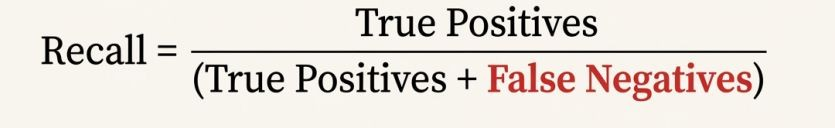 True Positives
Recall =
(True Positives + False Negatives)